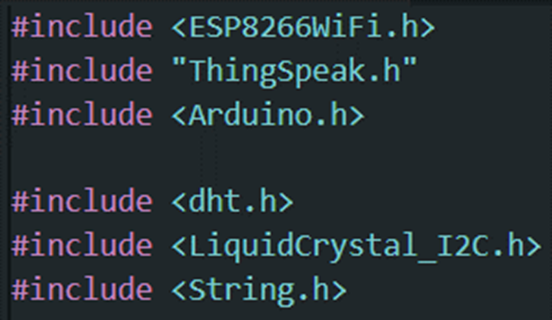 #include <ESP8266WiFi.h>
#include "ThingSpeak.h"
#include <Arduino.h>
#include <dht.h>
#include <LiquidCrystal_I2C.h>
#include <String.h>